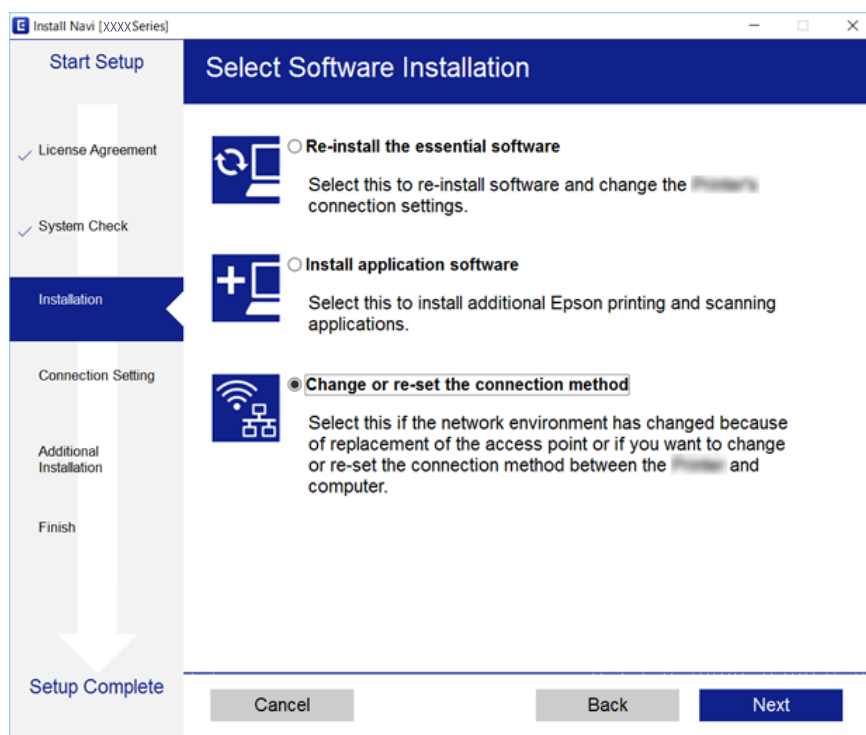 Install Navi [XXXX Series]
Start Setup
License Agreement
System Check
Installation
Connection Setting
Additional
Installation
Finish
Setup Complete
Select Software Installation
Re-install the essential software
Select this to re-install software and change the
connection settings.
Install application software
Select this to install additional Epson printing and scanning
applications.
Change or re-set the connection method
Select this if the network environment has changed because
of replacement of the access point or if you want to change
or re-set the connection method between the and
computer.
Cancel
Back
Next